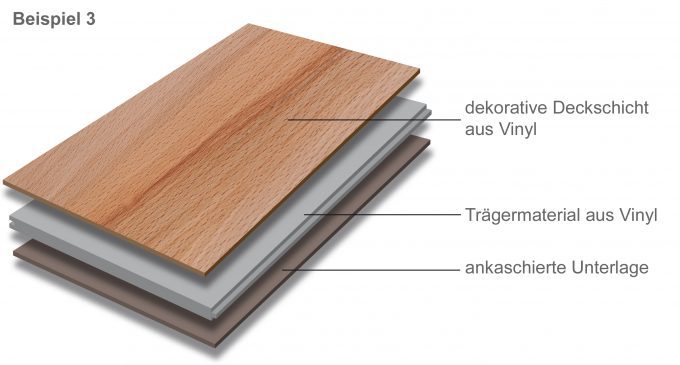 Beispiel 3
dekorative Deckschicht
aus Vinyl
Trägermaterial aus Vinyl
ankaschierte Unterlage